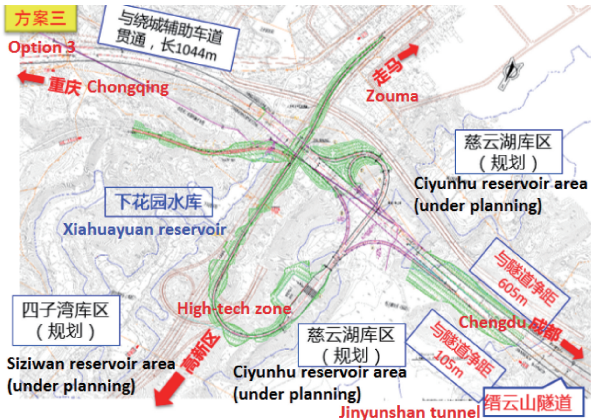 方案三
Option 3
与绕城辅助车道
贯通，长1044m
重庆 Chongqing
走马
Zouma
慈云湖库区
（规划）
Ciyunhu reservoir area
(under planning)
下花园水库
Xiahuayuan reservoir
与隧道净距
605m
High-tech zone
四子湾库区
（规划）
Siziwan reservoir area
(under planning)
高新区
慈云湖库区
（规划）
Ciyunhu reservoir area
(under planning)
与隧道净距
105m
Chengdu 成都
Jinyunshan tunnel
缙云山隧道